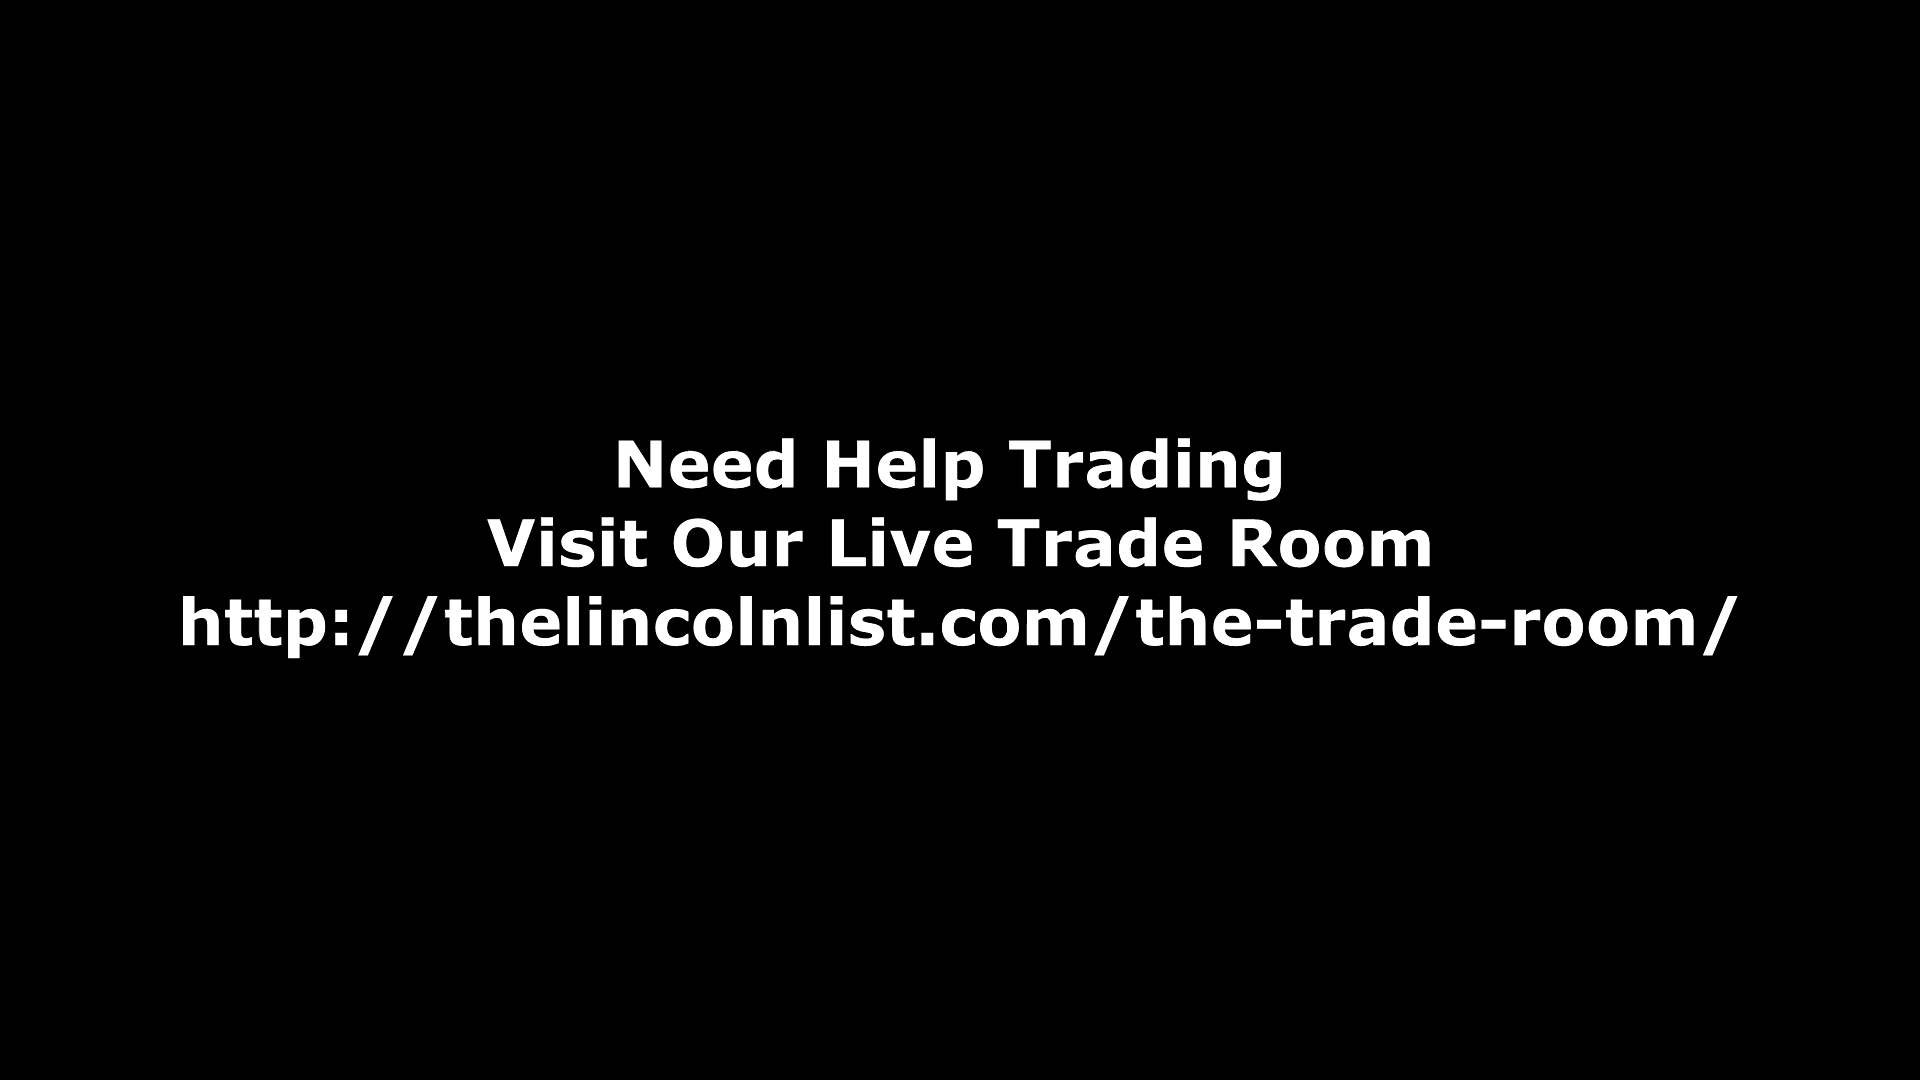 Need Help Trading
Visit Our Live Trade Room
http://thelincolnlist.com/the-trade-room/